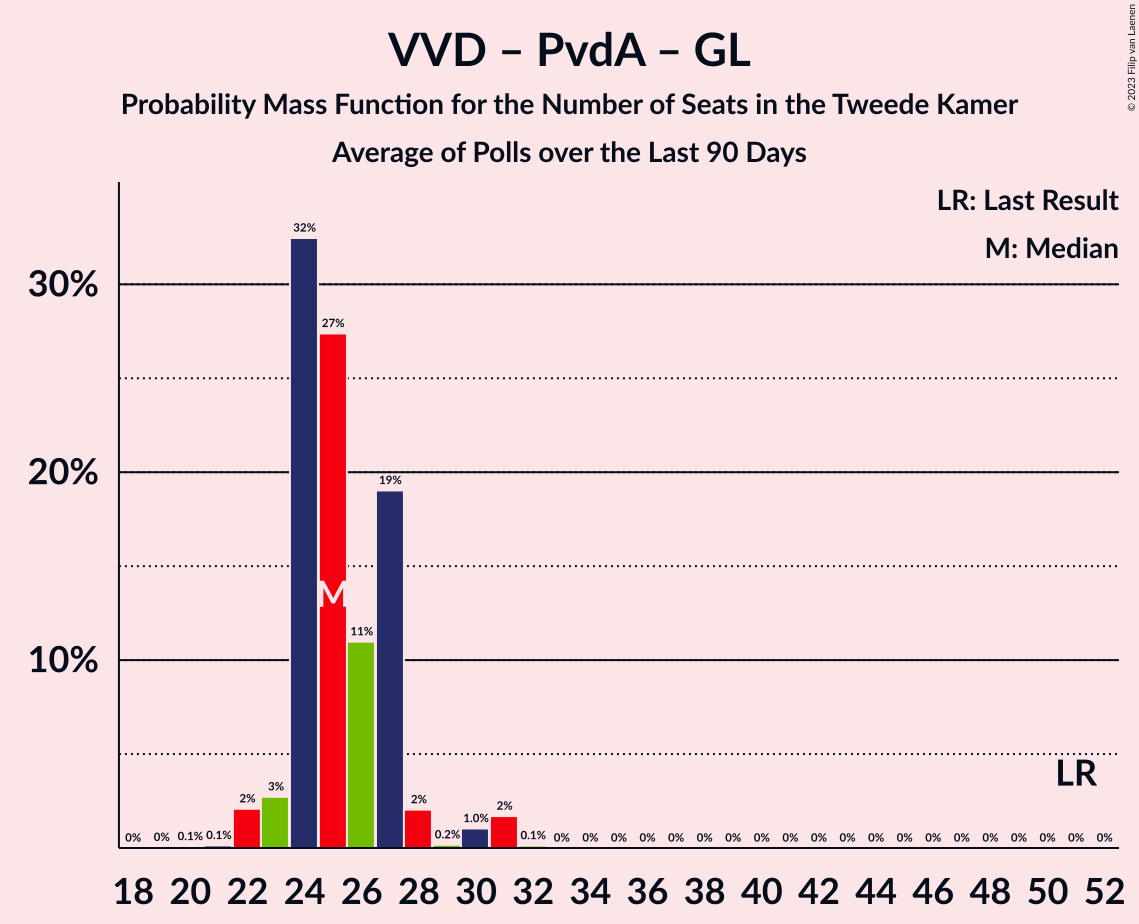 VVD – PvdA – GL
Probability Mass Function for the Number of Seats in the Tweede Kamer
Average of Polls over the Last 90 Days
© 2023 Filip van Laenen
LR: Last Result
M: Median
30%
20%
10%
0% 0% 0.1% 0.1% 2% 3% 32% 27% 11% 19% 2% 0.2% 1.0% 2% 0.1% 0% 0% 0% 0% 0% 0% 0% 0% 0% 0% 0% 0% 0% 0% 0% 0% 0% 0% 0% 0%
M
LR
18 20 22 24 26 28 30 32 34 36 38 40 42 44 46 48 50 52